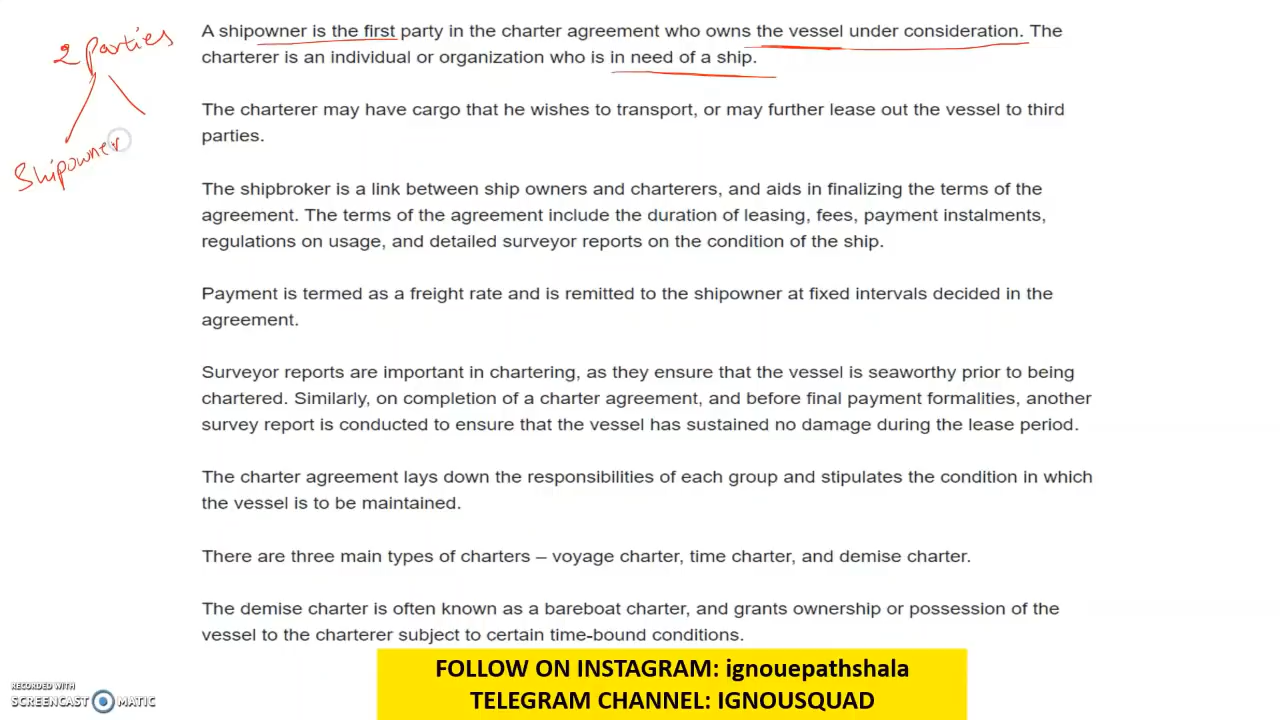 2 Parties
Shipowner
A shipowner is the first party in the charter agreement who owns the vessel under consideration. The
charterer is an individual or organization who is in need of a ship.
The charterer may have cargo that he wishes to transport, or may further lease out the vessel to third
parties.
The shipbroker is a link between ship owners and charterers, and aids in finalizing the terms of the
agreement. The terms of the agreement include the duration of leasing, fees, payment instalments,
regulations on usage, and detailed surveyor reports on the condition of the ship.
Payment is termed as a freight rate and is remitted to the shipowner at fixed intervals decided in the
agreement.
Surveyor reports are important in chartering, as they ensure that the vessel is seaworthy prior to being
chartered. Similarly, on completion of a charter agreement, and before final payment formalities, another
survey report is conducted to ensure that the vessel has sustained no damage during the lease period.
The charter agreement lays down the responsibilities of each group and stipulates the condition in which
the vessel is to be maintained.
There are three main types of charters – voyage charter, time charter, and demise charter.
The demise charter is often known as a bareboat charter, and grants ownership or possession of the
vessel to the charterer subject to certain time-bound conditions.
FOLLOW ON INSTAGRAM: ignouepathshala
TELEGRAM CHANNEL: IGNOUSQUAD
RECORDED WITH
SCREENCAST MATIC